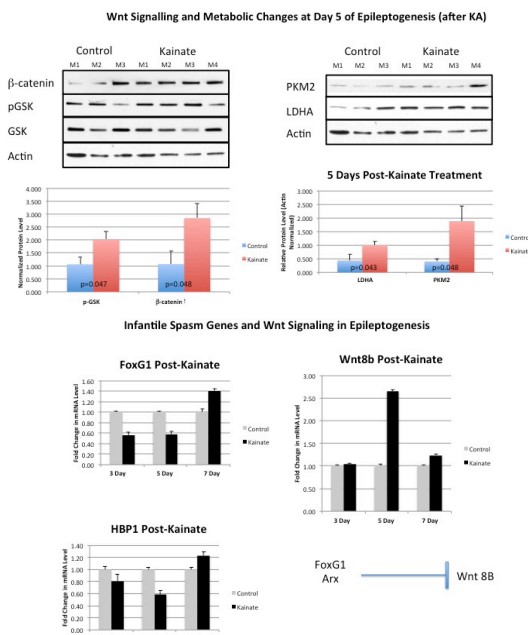 Wnt Signalling and Metabolic Changes at Day 5 of Epileptogenesis (after KA)
Control Kainate
M1 M2 M3 M1 M2 M3 M4
β-catenin
pGSK
GSK
Actin
Control Kainate
M1 M2 M3 M1 M2 M3 M4
PKM2
LDHA
Actin
Normalized Protein Level
4.000
3.500
3.000
2.500
2.000
1.500
1.000
0.500
0.000
p=0.047 p=0.048
p-GSK β-catenin
Control
Kainate
5 Days Post-Kainate Treatment
Relative Protein Level (Actin
Normalized)
3.000
2.500
2.000
1.500
1.000
0.500
0.000
p=0.043 p=0.048
LDHA PKM2
Contro
Kainat
Infantile Spasm Genes and Wnt Signaling in Epileptogenesis
FoxG1 Post-Kainate
Fold Change in mRNA Level
1.60
1.40
1.20
1.00
0.80
0.60
0.40
0.20
0.00
3 Day 5 Day 7 Day
Control
Kainate
Wnt8b Post-Kainate
Fold Change in mRNA Level
3.00
2.50
2.00
1.50
1.00
0.50
0.00
3 Day 5 Day 7 Day
Control
Kainate
HBP1 Post-Kainate
Fold Change in mRNA Level
1.40
1.20
1.00
0.80
0.60
0.40
0.20
0.00
Control
Kainate
FoxG1
Arx
Wnt 8B